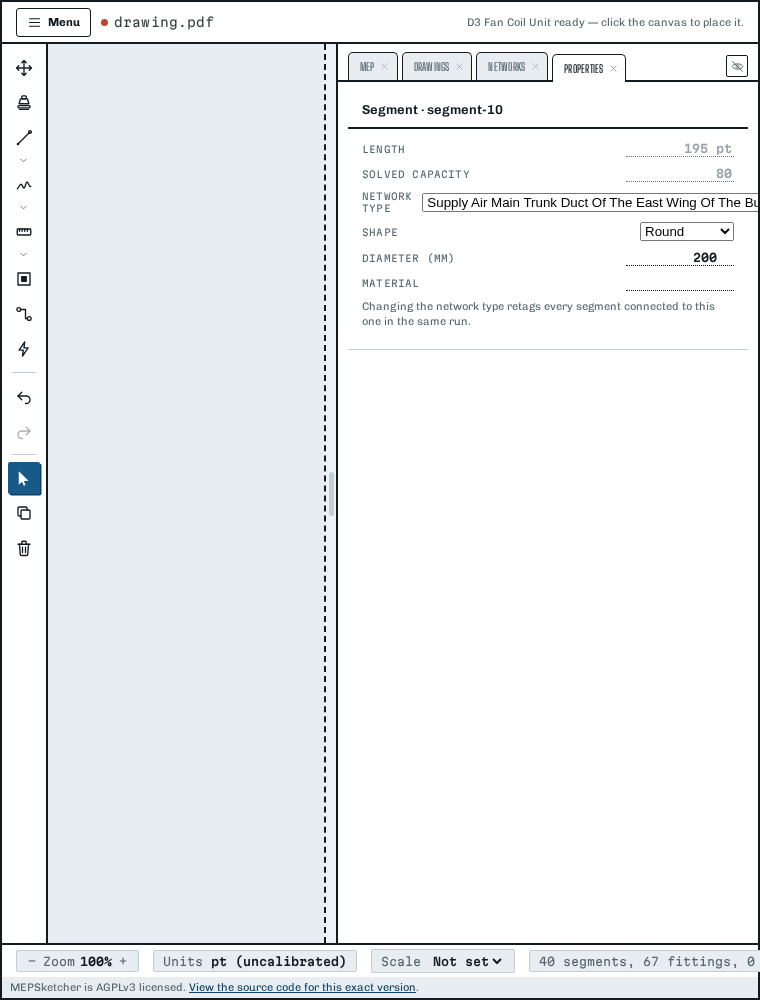 Menu
drawing.pdf
D3 Fan Coil Unit ready — click the canvas to place it.
MEP
DRAWINGS
NETWORKS
PROPERTIES
Segment · segment-10
LENGTH
195 pt
SOLVED CAPACITY
80
NETWORK TYPE
Supply Air Main Trunk Duct Of The East Wing Of The Bu
SHAPE
Round
DIAMETER (MM)
200
MATERIAL
Changing the network type retags every segment connected to this
one in the same run.
− Zoom 100% +
Units pt (uncalibrated)
Scale Not set
40 segments, 67 fittings, 0
MEPSketcher is AGPLv3 licensed. View the source code for this exact version.